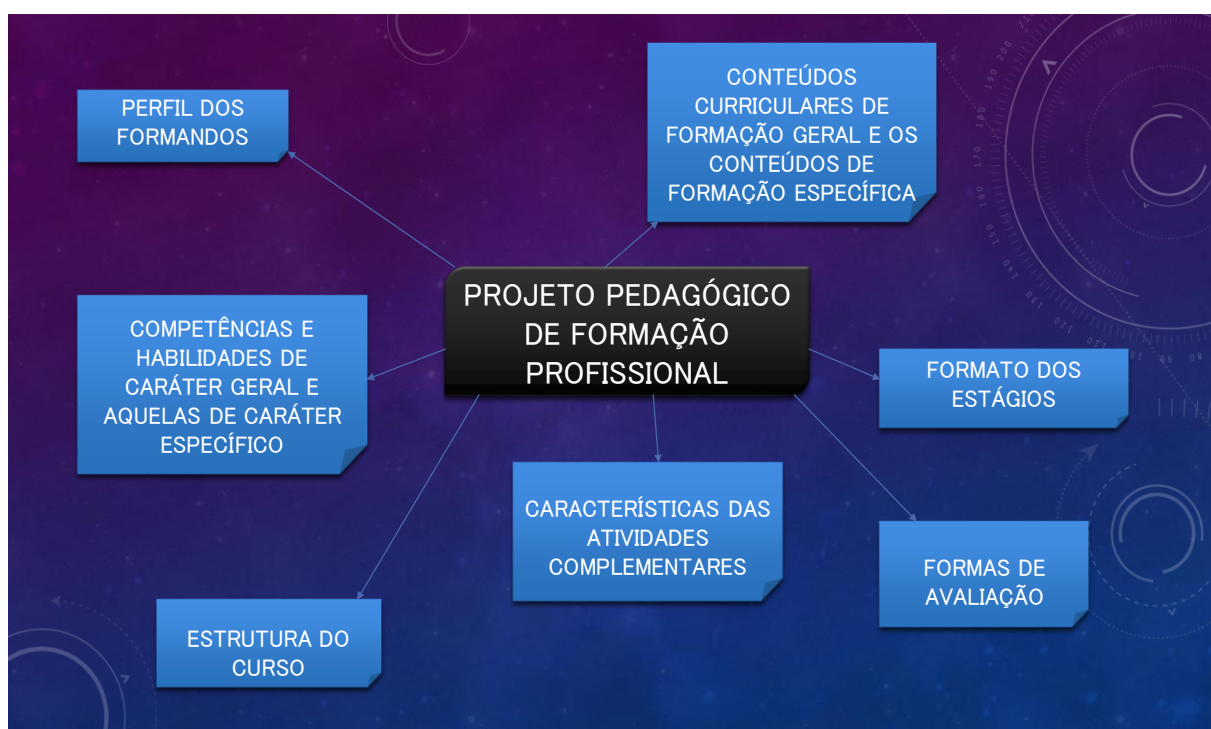 PERFIL DOS
FORMANDOS
CONTEÚDOS
CURRICULARES DE
FORMAÇÃO GERAL E OS
CONTEÚDOS DE
FORMAÇÃO ESPECÍFICA
PROJETO PEDAGÓGICO
DE FORMAÇÃO
PROFISSIONAL
COMPETÊNCIAS E
HABILIDADES DE
CARÁTER GERAL E
AQUELAS DE CARÁTER
ESPECÍFICO
FORMATO DOS
ESTÁGIOS
CARACTERÍSTICAS DAS
ATIVIDADES
COMPLEMENTARES
FORMAS DE
AVALIAÇÃO
ESTRUTURA DO
CURSO